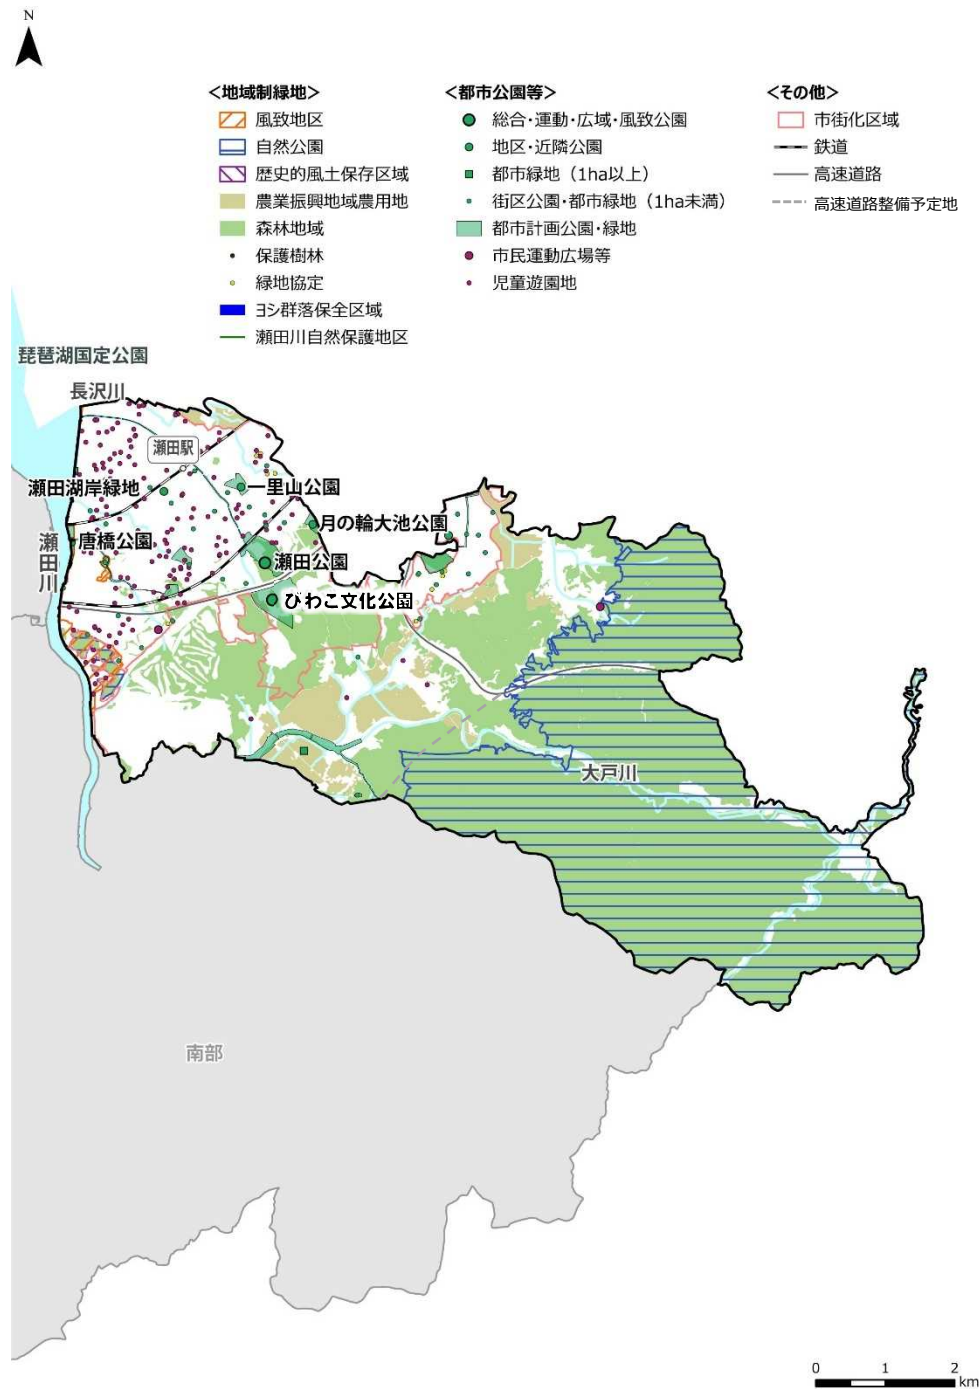 N
<地域制緑地>
風致地区
自然公園
歴史的風土保存区域
農業振興地域農用地
森林地域
保護樹林
緑地協定
ヨシ群落保全区域
瀬田川自然保護地区
<都市公園等>
総合・運動・広域・風致公園
地区・近隣公園
都市緑地（1ha以上）
街区公園・都市緑地（1ha未満）
都市計画公園・緑地
市民運動広場等
児童遊園地
<その他>
市街化区域
鉄道
高速道路
高速道路整備予定地
琵琶湖国定公園
長沢川
瀬田駅
瀬田湖岸緑地
一里山公園
月の輪大池公園
唐橋公園
瀬田公園
瀬田川
びわこ文化公園
大戸川
南部
0 1 2
km